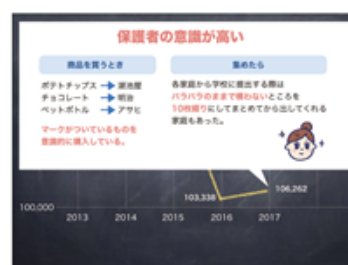 保護者の意識が高い
商品を買うとき
ポテトチップス → 湖池屋
チョコレート → 明治
ペットボトル → アサヒ
マークがついているものを
意識的に購入している。
集めたら
各家庭から学校に提出する際は
バラバラのままで構わないところを
10枚綴りにしてまとめてから出してくれる
家庭もあった。
103,338
106,262
100,000
2013 2014 2015 2016 2017